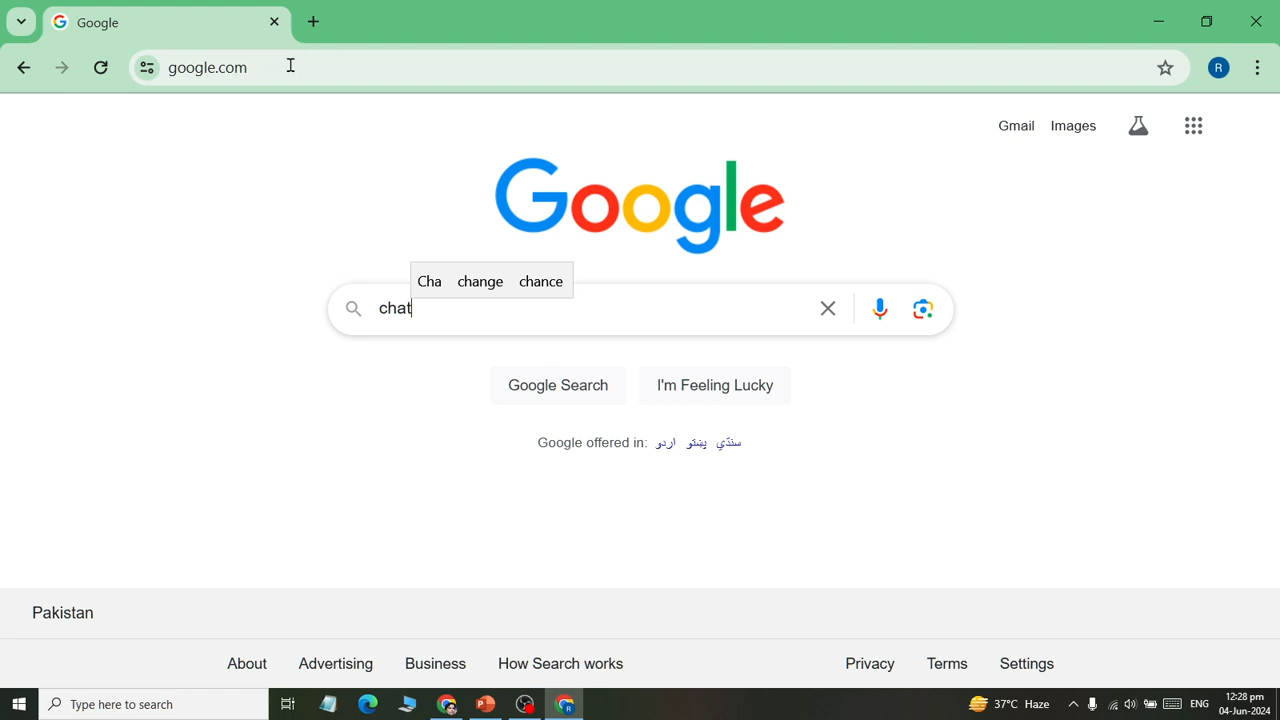 Google
google.com
Gmail Images
Google
Cha change chance
chat
Google Search I'm Feeling Lucky
Google offered in: اردو پښتو سنڌي
Pakistan
About Advertising Business How Search works Privacy Terms Settings
Type here to search
37°C Haze
ENG
12:28 pm
04-Jun-2024
R